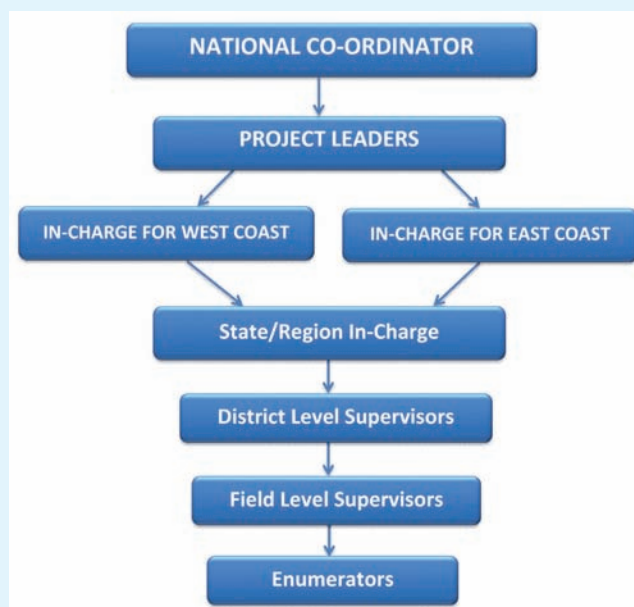 NATIONAL CO-ORDINATOR
PROJECT LEADERS
IN-CHARGE FOR WEST COAST
IN-CHARGE FOR EAST COAST
State/Region In-Charge
District Level Supervisors
Field Level Supervisors
Enumerators